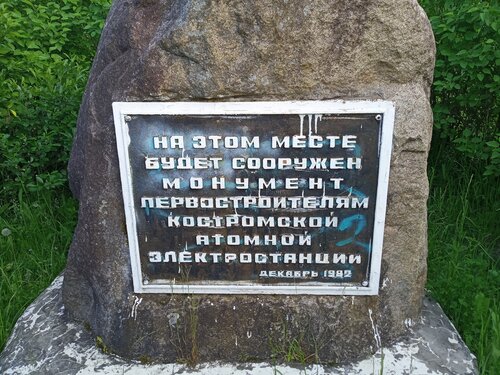 НА ЭТОМ МЕСТЕ
БУДЕТ СООРУЖЕН
МОНУМЕНТ
ПЕРВОСТРОИТЕЛЯМ
КОСТРОМСКОЙ
АТОМНОЙ
ЭЛЕКТРОСТАНЦИИ
ДЕКАБРЬ 1982